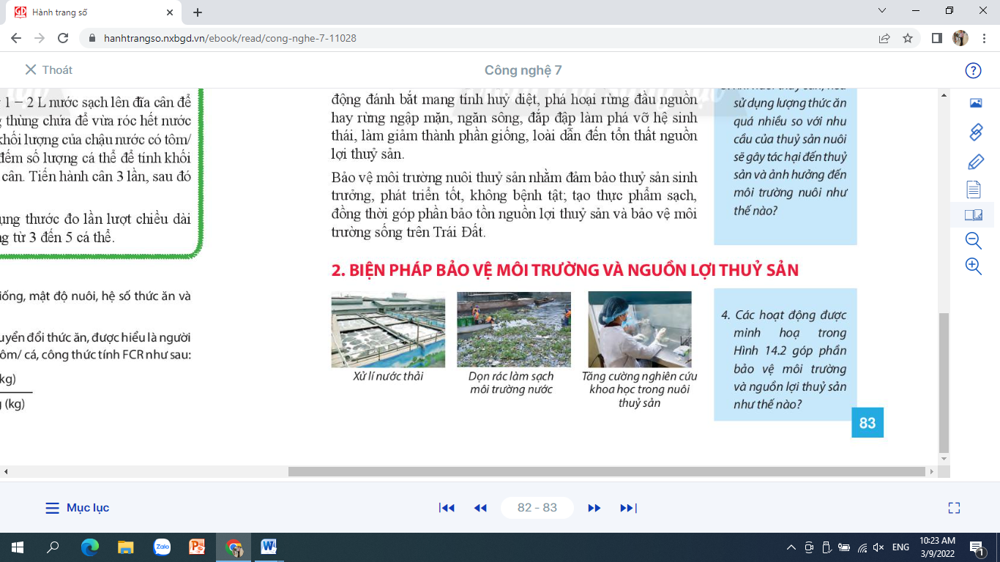 Hành trang số
hanhtrangso.nxbgd.vn/ebook/read/cong-nghe-7-11028
Thoát
Công nghệ 7
1 – 2 L nước sạch lên đĩa cân để
thùng chứa để vừa róc hết nước
khối lượng của chậu nước có tôm/
đếm số lượng cá thể để tính khối
cân. Tiến hành cân 3 lần, sau đó
ụng thước đo lần lượt chiều dài
ng từ 3 đến 5 cá thể.
iống, mật độ nuôi, hệ số thức ăn và
uyển đổi thức ăn, được hiểu là người
ôm/ cá, công thức tính FCR như sau:
kg)
g (kg)
động đánh bắt mang tính huỷ diệt, phá hoại rừng đầu nguồn
hay rừng ngập mặn, ngăn sông, đắp đập làm phá vỡ hệ sinh
thái, làm giảm thành phần giống, loài dẫn đến tổn thất nguồn
lợi thuỷ sản.
Bảo vệ môi trường nuôi thuỷ sản nhằm đảm bảo thuỷ sản sinh
trưởng, phát triển tốt, không bệnh tật; tạo thực phẩm sạch,
đồng thời góp phần bảo tồn nguồn lợi thuỷ sản và bảo vệ môi
trường sống trên Trái Đất.
sử dụng lượng thức ăn
quá nhiều so với nhu
cầu của thuỷ sản nuôi
sẽ gây tác hại đến thuỷ
sản và ảnh hưởng đến
môi trường nuôi như
thế nào?
2. BIỆN PHÁP BẢO VỆ MÔI TRƯỜNG VÀ NGUỒN LỢI THUỶ SẢN
Xử lí nước thải
Dọn rác làm sạch
môi trường nước
Tăng cường nghiên cứu
khoa học trong nuôi
thuỷ sản
4. Các hoạt động được
minh hoạ trong
Hình 14.2 góp phần
bảo vệ môi trường
và nguồn lợi thuỷ sản
như thế nào?
83
Mục lục
82 - 83
Zalo
ENG
10:23 AM
3/9/2022
1